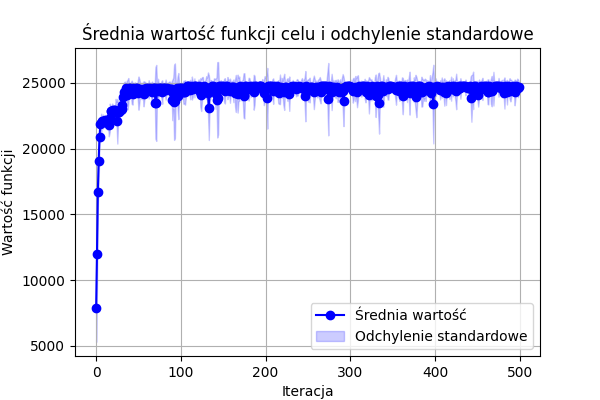 Średnia wartość funkcji celu i odchylenie standardowe
Wartość funkcji
25000
20000
15000
10000
5000
0 100 200 300 400 500
Iteracja
Średnia wartość
Odchylenie standardowe